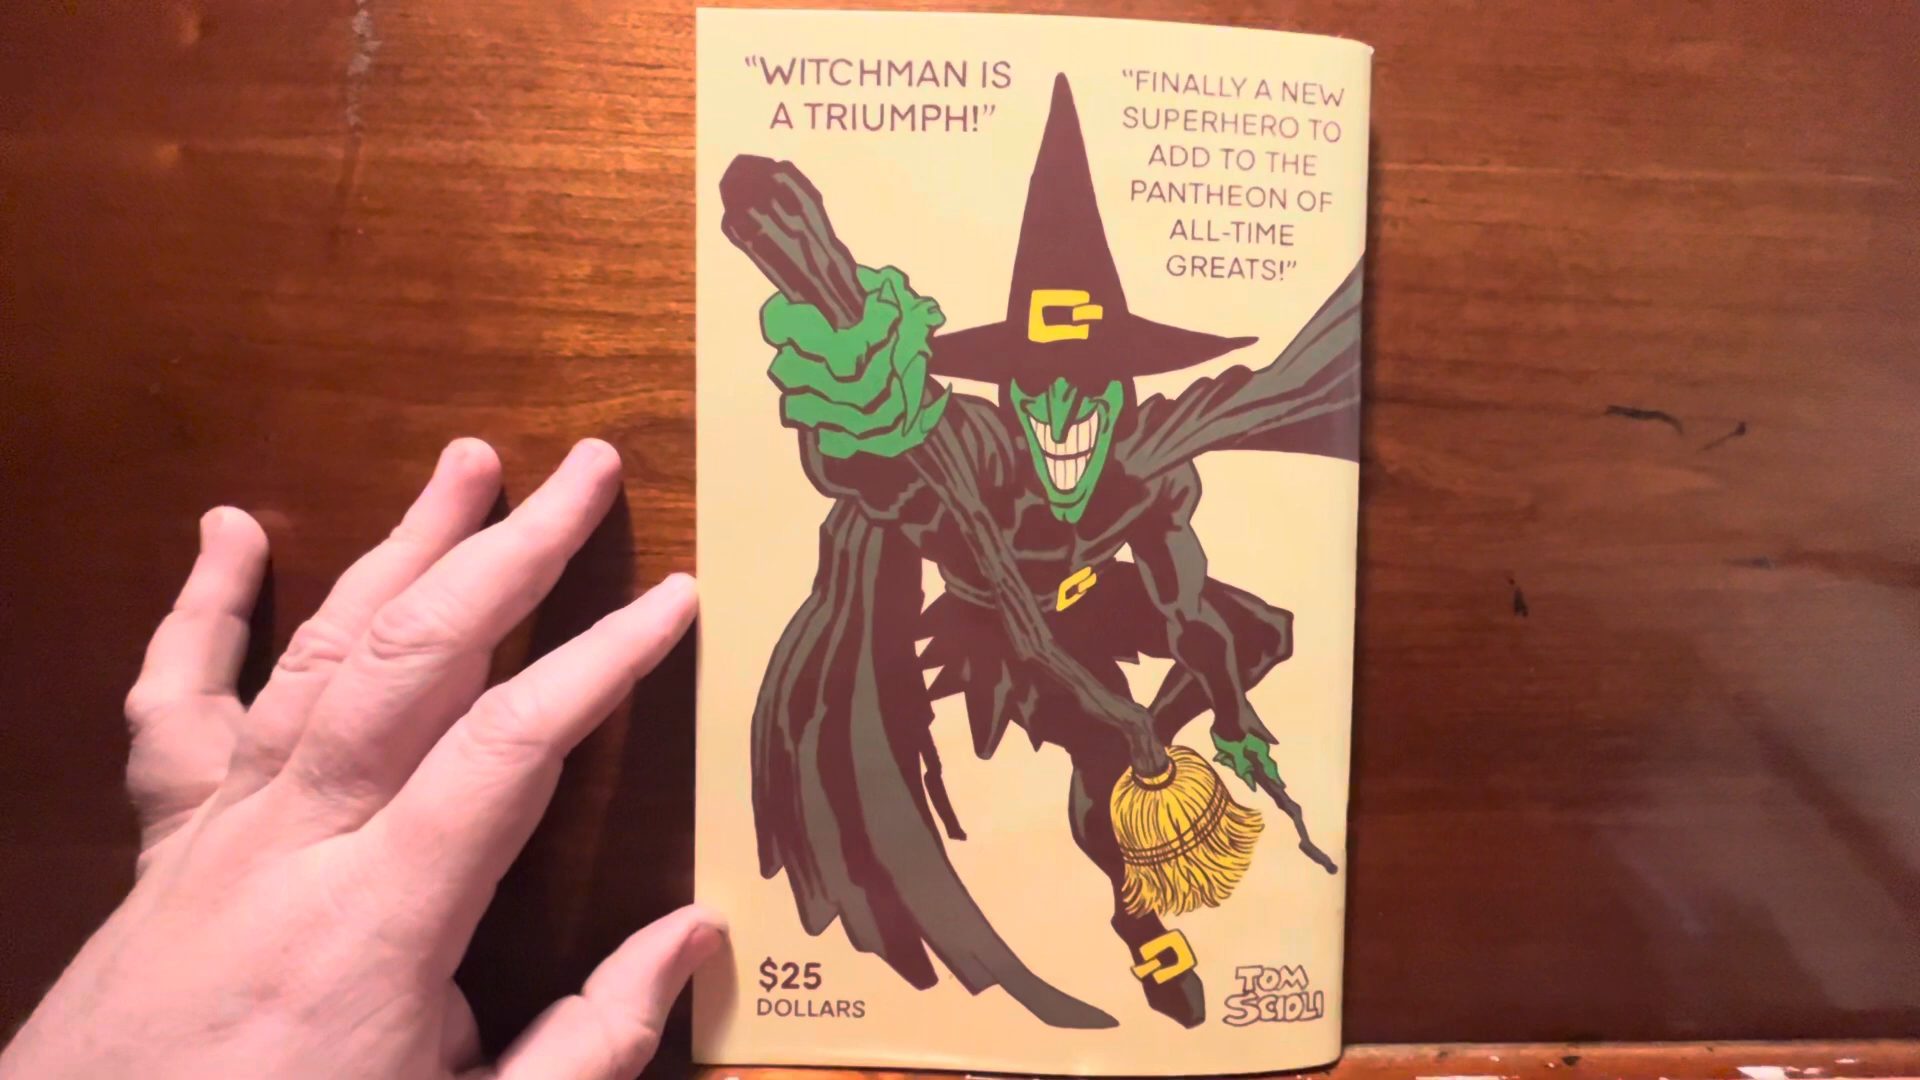 “WITCHMAN IS
A TRIUMPH!”
“FINALLY A NEW
SUPERHERO TO
ADD TO THE
PANTHEON OF
ALL-TIME
GREATS!”
$25
DOLLARS
TOM
SCIOLI